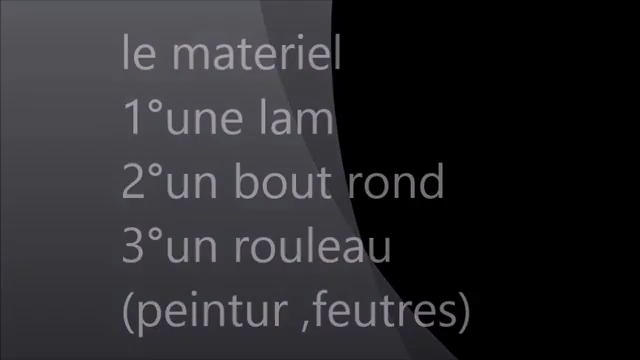 le materiel
1°une lam
2°un bout rond
3°un rouleau
(peintur ,feutres)